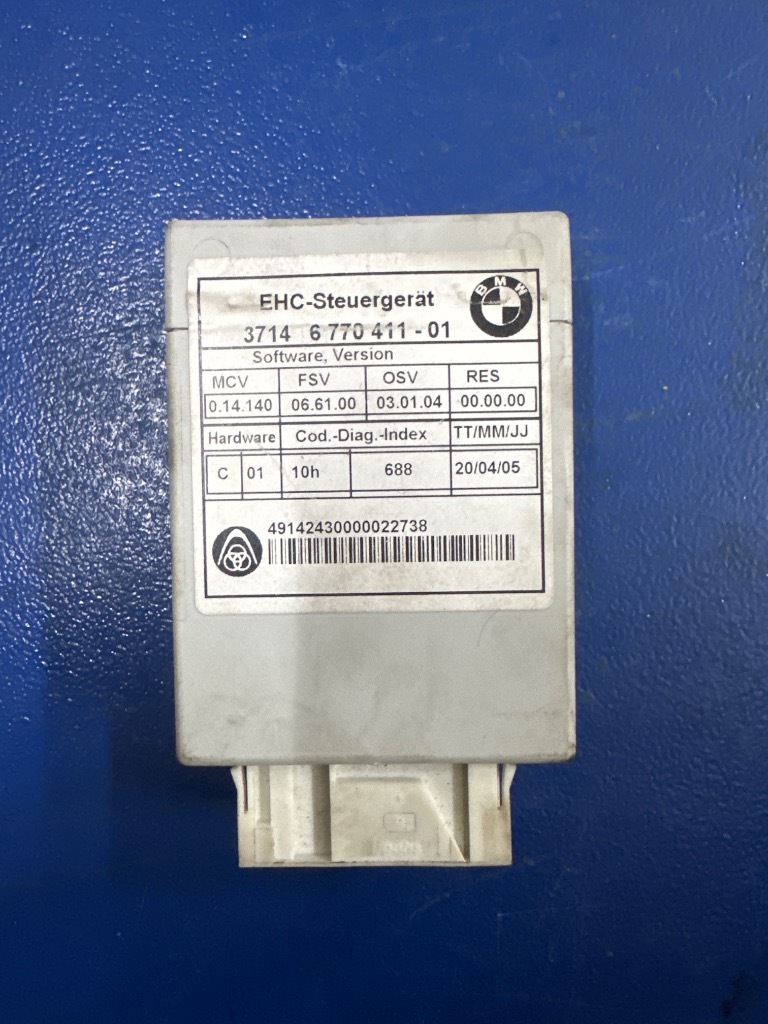 EHC-Steuergerät
BMW
3714 6 770 411 - 01
Software, Version
MCV FSV OSV RES
0.14.140 06.61.00 03.01.04 00.00.00
Hardware Cod.-Diag.-Index TT/MM/JJ
C 01 10h 688 20/04/05
49142430000022738